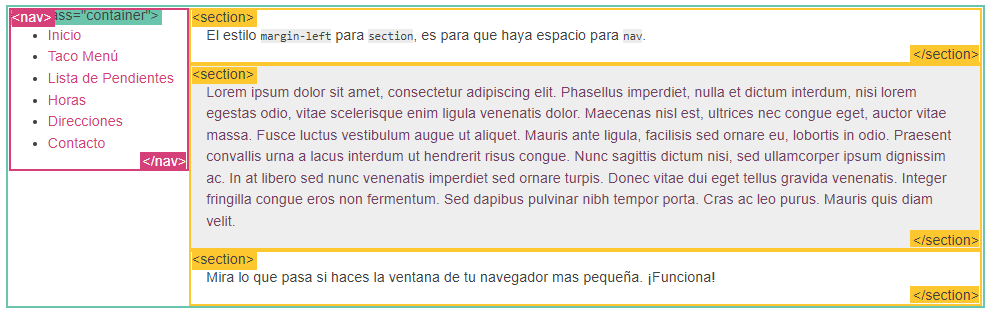 <nav>ass="container">
Inicio
Taco Menú
Lista de Pendientes
Horas
Direcciones
Contacto
</nav>
<section>
El estilo margin-left para section, es para que haya espacio para nav.
</section>
<section>
Lorem ipsum dolor sit amet, consectetur adipiscing elit. Phasellus imperdiet, nulla et dictum interdum, nisi lorem
egestas odio, vitae scelerisque enim ligula venenatis dolor. Maecenas nisl est, ultrices nec congue eget, auctor vitae
massa. Fusce luctus vestibulum augue ut aliquet. Mauris ante ligula, facilisis sed ornare eu, lobortis in odio. Praesent
convallis urna a lacus interdum ut hendrerit risus congue. Nunc sagittis dictum nisi, sed ullamcorper ipsum dignissim
ac. In at libero sed nunc venenatis imperdiet sed ornare turpis. Donec vitae dui eget tellus gravida venenatis. Integer
fringilla congue eros non fermentum. Sed dapibus pulvinar nibh tempor porta. Cras ac leo purus. Mauris quis diam
velit.
</section>
<section>
Mira lo que pasa si haces la ventana de tu navegador mas pequeña. ¡Funciona!
</section>